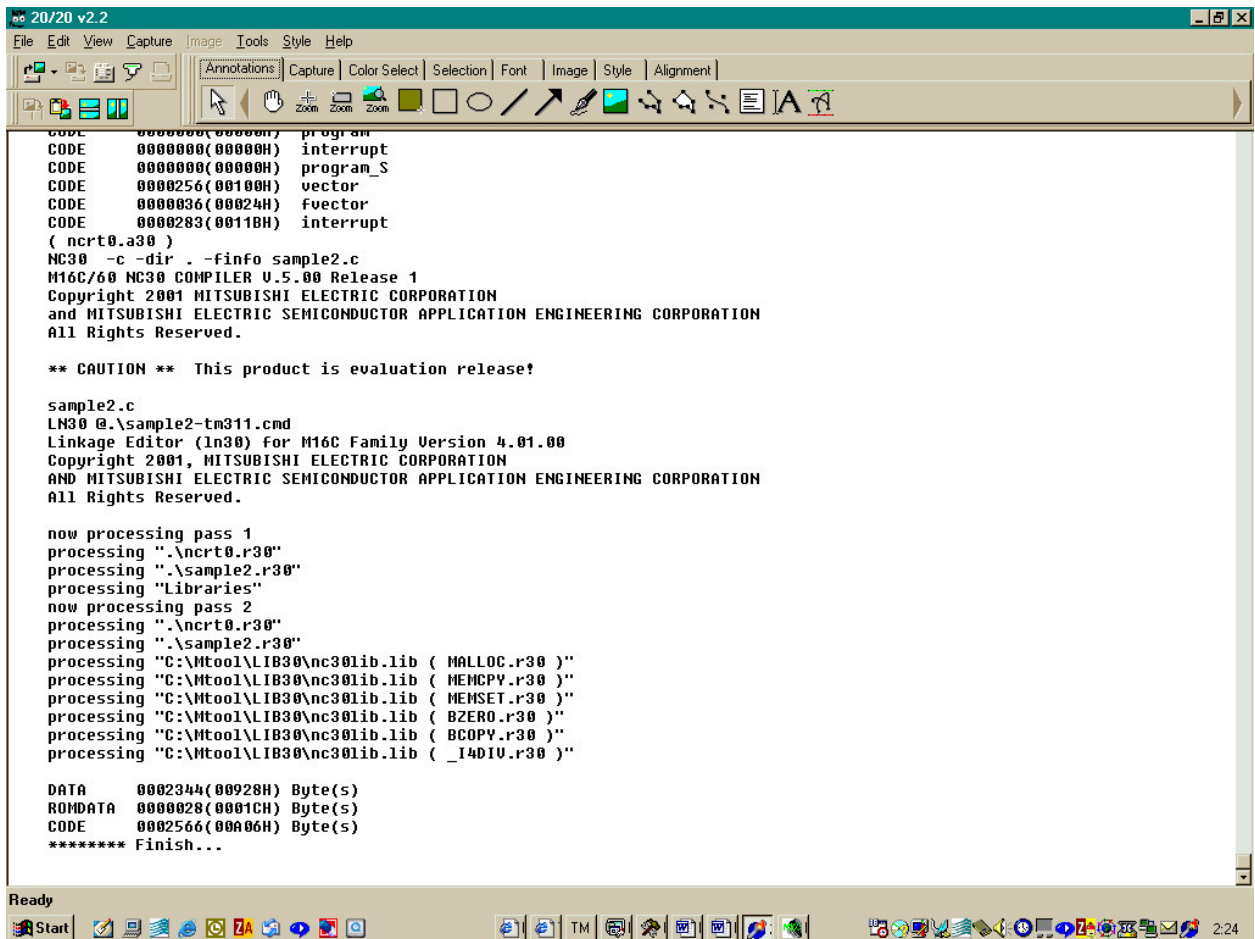 20/20 v2.2
File Edit View Capture Image Tools Style Help
Annotations Capture Color Select Selection Font Image Style Alignment
Zoom Zoom Zoom
CODE 0000000(00000H) program
CODE 0000000(00000H) interrupt
CODE 0000000(00000H) program_S
CODE 0000256(00100H) vector
CODE 0000036(00024H) fvector
CODE 0000283(0011BH) interrupt
( ncrt0.a30 )
NC30 -c -dir . -finfo sample2.c
M16C/60 NC30 COMPILER V.5.00 Release 1
Copyright 2001 MITSUBISHI ELECTRIC CORPORATION
and MITSUBISHI ELECTRIC SEMICONDUCTOR APPLICATION ENGINEERING CORPORATION
All Rights Reserved.
** CAUTION ** This product is evaluation release!
sample2.c
LN30 @.\sample2-tm311.cmd
Linkage Editor (ln30) for M16C Family Version 4.01.00
Copyright 2001, MITSUBISHI ELECTRIC CORPORATION
AND MITSUBISHI ELECTRIC SEMICONDUCTOR APPLICATION ENGINEERING CORPORATION
All Rights Reserved.
now processing pass 1
processing ".\ncrt0.r30"
processing ".\sample2.r30"
processing "Libraries"
now processing pass 2
processing ".\ncrt0.r30"
processing ".\sample2.r30"
processing "C:\Mtool\LIB30\nc30lib.lib ( MALLOC.r30 )"
processing "C:\Mtool\LIB30\nc30lib.lib ( MEMCPY.r30 )"
processing "C:\Mtool\LIB30\nc30lib.lib ( MEMSET.r30 )"
processing "C:\Mtool\LIB30\nc30lib.lib ( BZERO.r30 )"
processing "C:\Mtool\LIB30\nc30lib.lib ( BCOPY.r30 )"
processing "C:\Mtool\LIB30\nc30lib.lib ( _I4DIV.r30 )"
DATA 0002344(00928H) Byte(s)
ROMDATA 0000028(0001CH) Byte(s)
CODE 0002566(00A06H) Byte(s)
******** Finish...
Ready
Start ZA TM 2:24